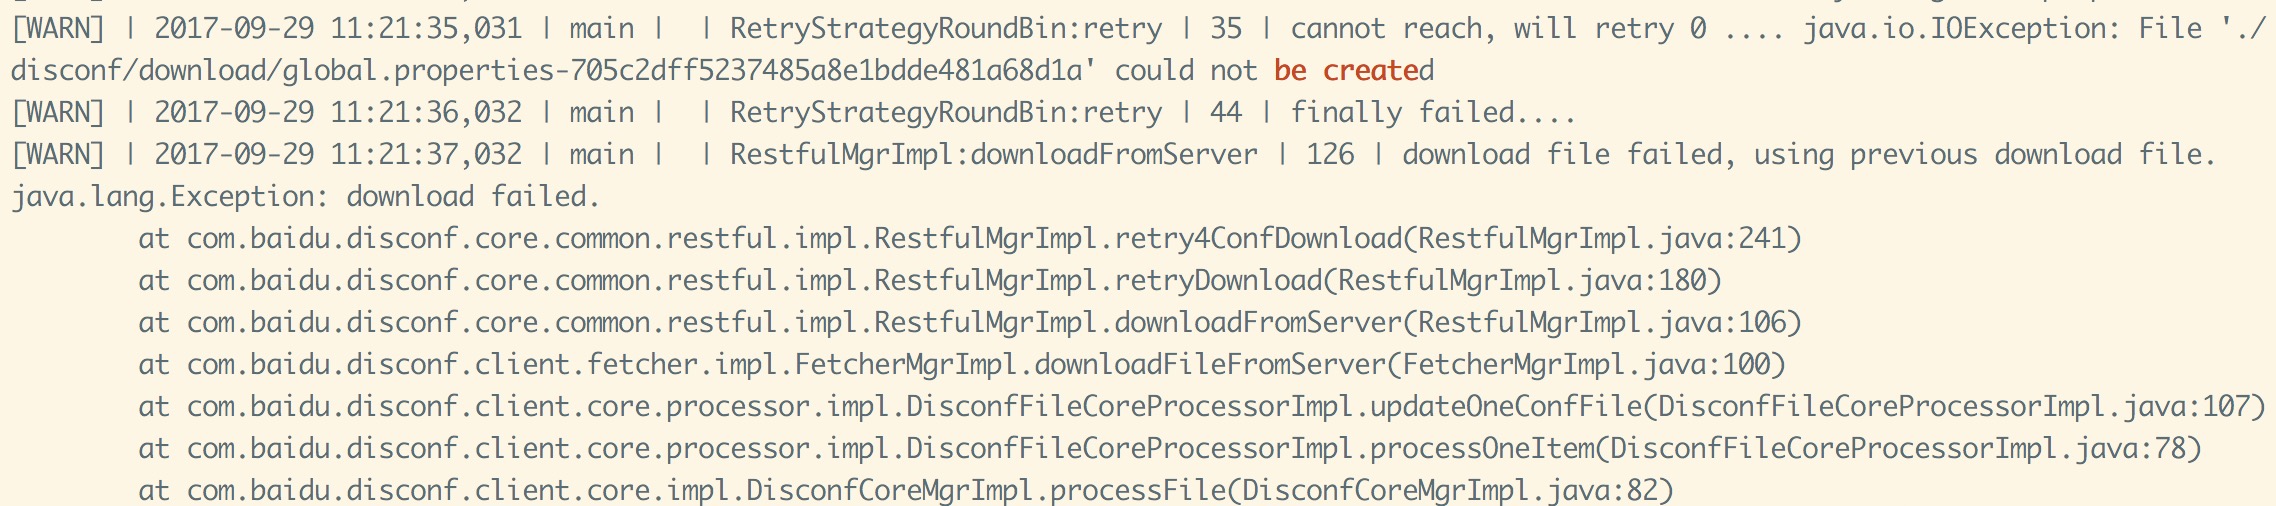 [WARN] | 2017-09-29 11:21:35,031 | main |  | RetryStrategyRoundBin:retry | 35 | cannot reach, will retry 0 .... java.io.IOException: File './
disconf/download/global.properties-705c2dff5237485a8e1bdde481a68d1a' could not be created
[WARN] | 2017-09-29 11:21:36,032 | main |  | RetryStrategyRoundBin:retry | 44 | finally failed....
[WARN] | 2017-09-29 11:21:37,032 | main |  | RestfulMgrImpl:downloadFromServer | 126 | download file failed, using previous download file.
java.lang.Exception: download failed.
        at com.baidu.disconf.core.common.restful.impl.RestfulMgrImpl.retry4ConfDownload(RestfulMgrImpl.java:241)
        at com.baidu.disconf.core.common.restful.impl.RestfulMgrImpl.retryDownload(RestfulMgrImpl.java:180)
        at com.baidu.disconf.core.common.restful.impl.RestfulMgrImpl.downloadFromServer(RestfulMgrImpl.java:106)
        at com.baidu.disconf.client.fetcher.impl.FetcherMgrImpl.downloadFileFromServer(FetcherMgrImpl.java:100)
        at com.baidu.disconf.client.core.processor.impl.DisconfFileCoreProcessorImpl.updateOneConfFile(DisconfFileCoreProcessorImpl.java:107)
        at com.baidu.disconf.client.core.processor.impl.DisconfFileCoreProcessorImpl.processOneItem(DisconfFileCoreProcessorImpl.java:78)
        at com.baidu.disconf.client.core.impl.DisconfCoreMgrImpl.processFile(DisconfCoreMgrImpl.java:82)